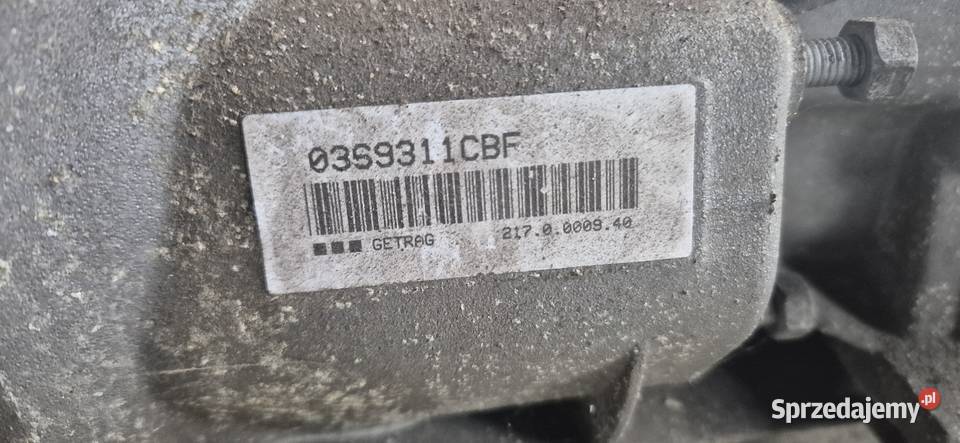 03S9311CBF
GETRAG 217.0.0009.40
Sprzedajemy.pl